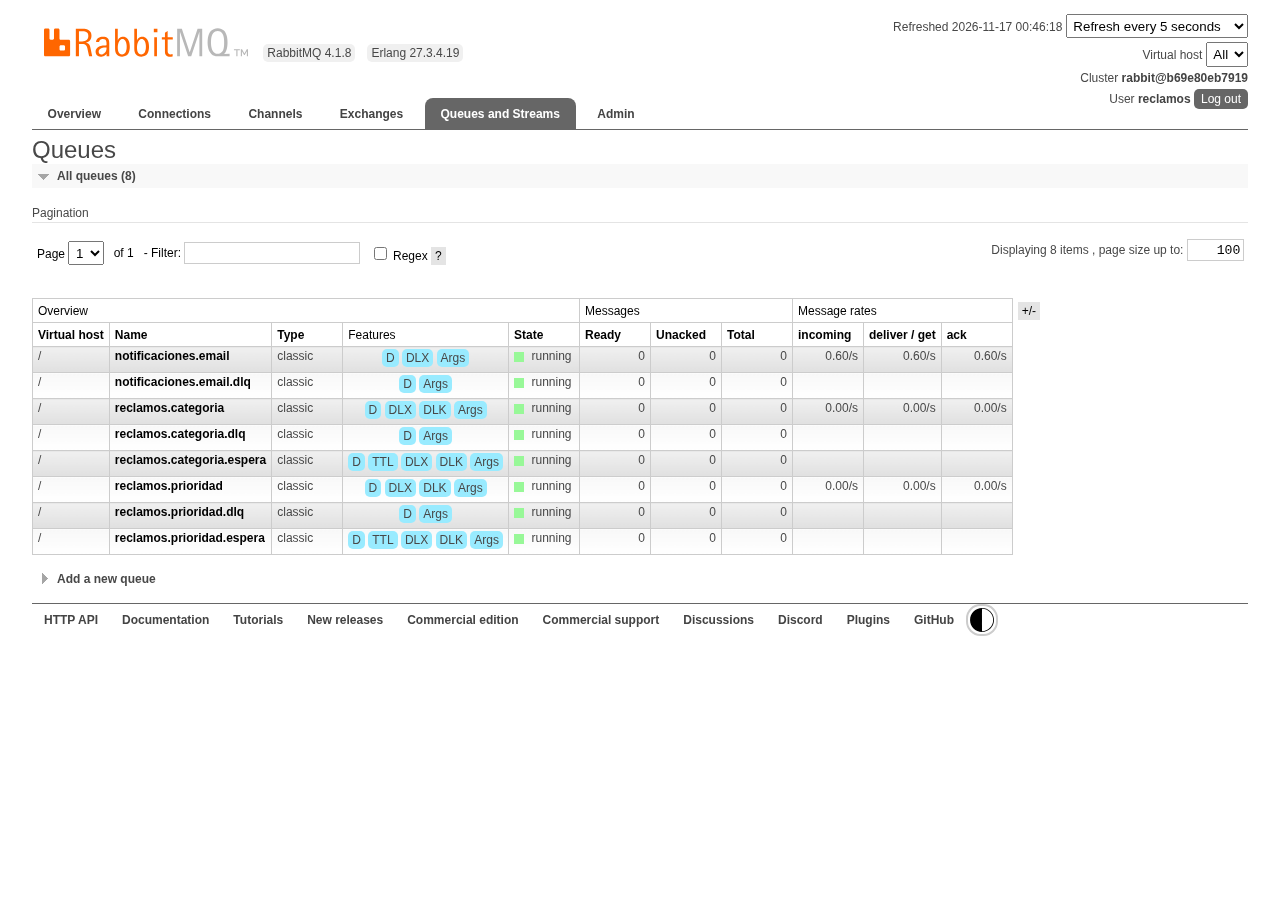 RabbitMQ TM RabbitMQ 4.1.8 Erlang 27.3.4.19
Refreshed 2026-11-17 00:46:18 Refresh every 5 seconds
Virtual host All
Cluster rabbit@b69e80eb7919
User reclamos Log out
Overview Connections Channels Exchanges Queues and Streams Admin
Queues
All queues (8)
Pagination
Page 1 of 1 - Filter: Regex ? Displaying 8 items , page size up to: 100
Overview Messages Message rates +/-
Virtual host Name Type Features State Ready Unacked Total incoming deliver / get ack
/ notificaciones.email classic D DLX Args running 0 0 0 0.60/s 0.60/s 0.60/s
/ notificaciones.email.dlq classic D Args running 0 0 0
/ reclamos.categoria classic D DLX DLK Args running 0 0 0 0.00/s 0.00/s 0.00/s
/ reclamos.categoria.dlq classic D Args running 0 0 0
/ reclamos.categoria.espera classic D TTL DLX DLK Args running 0 0 0
/ reclamos.prioridad classic D DLX DLK Args running 0 0 0 0.00/s 0.00/s 0.00/s
/ reclamos.prioridad.dlq classic D Args running 0 0 0
/ reclamos.prioridad.espera classic D TTL DLX DLK Args running 0 0 0
Add a new queue
HTTP API Documentation Tutorials New releases Commercial edition Commercial support Discussions Discord Plugins GitHub